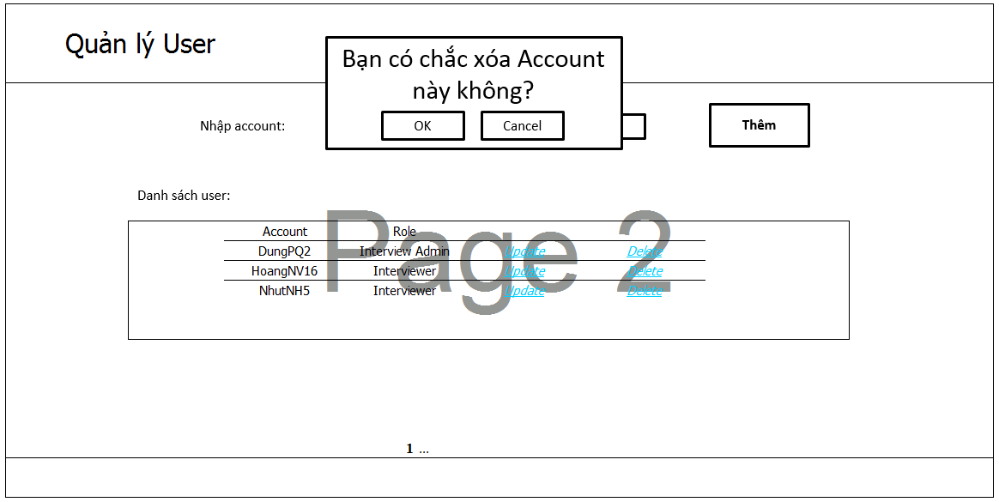 Quản lý User
Bạn có chắc xóa Account
này không?
OK Cancel
Nhập account:
Thêm
Danh sách user:
Account Role
DungPQ2 Interview Admin Update Delete
HoangNV16 Interviewer Update Delete
NhutNH5 Interviewer Update Delete
Page 2
1 ...